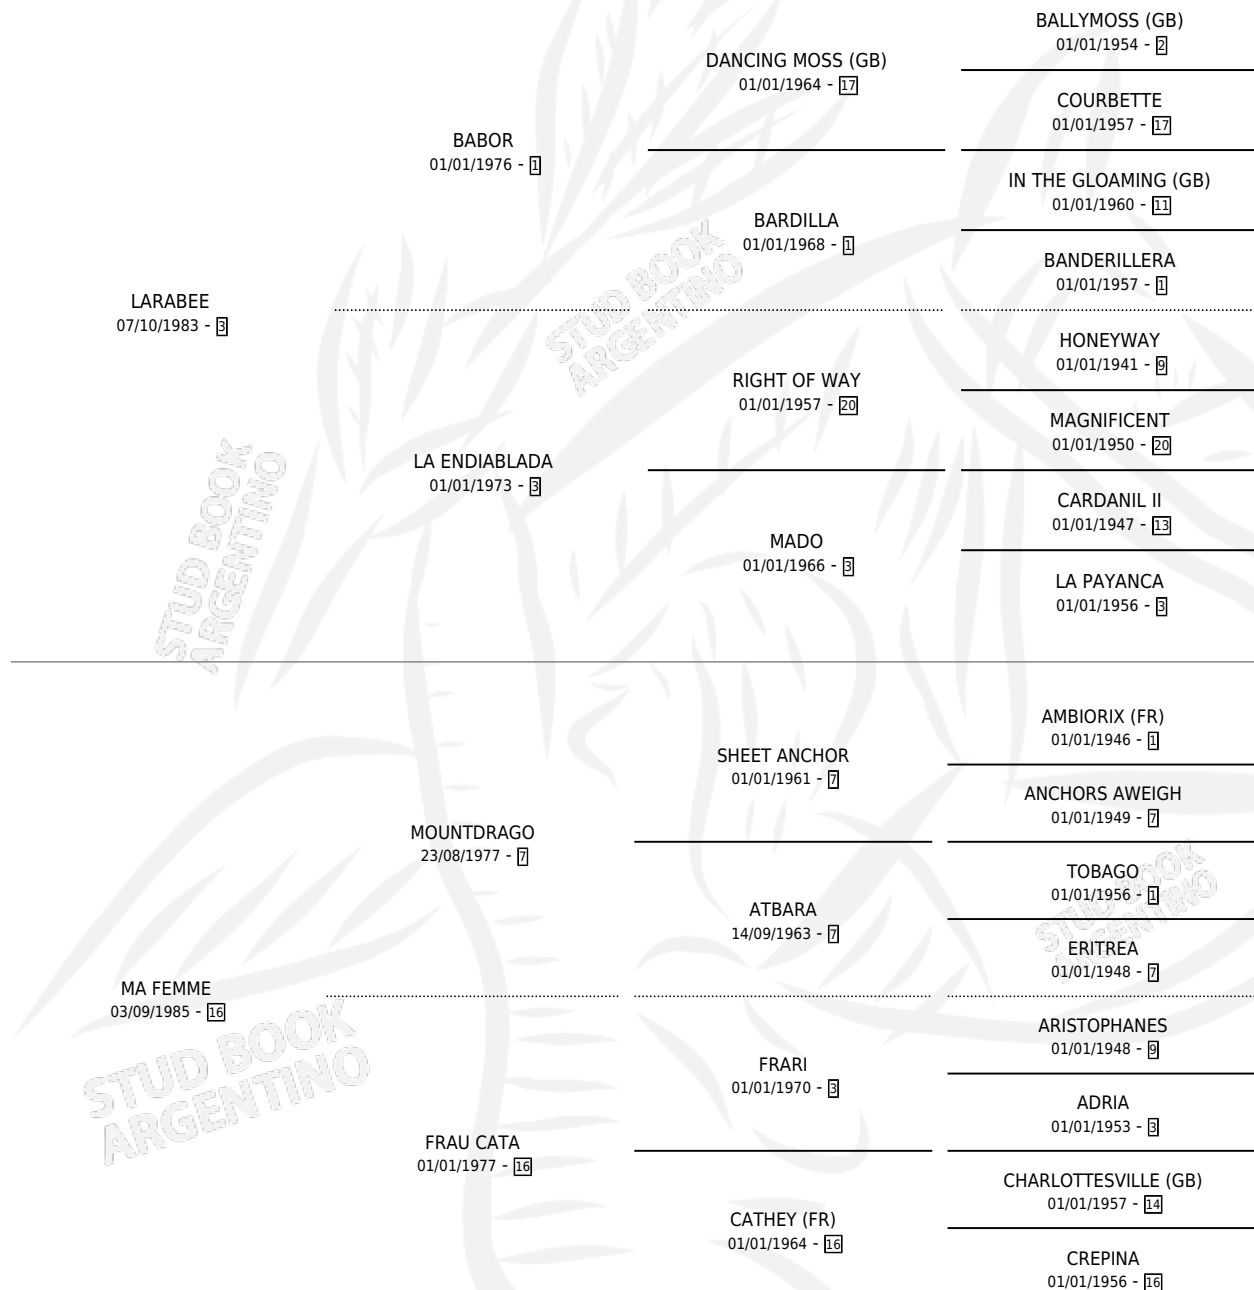 BALLYMOSS (GB)
01/01/1954 - 2
DANCING MOSS (GB)
01/01/1964 - 17
COURBETTE
01/01/1957 - 17
BABOR
01/01/1976 - 1
IN THE GLOAMING (GB)
01/01/1960 - 11
BARDILLA
01/01/1968 - 1
BANDERILLERA
01/01/1957 - 1
LARABEE
07/10/1983 - 3
HONEYWAY
01/01/1941 - 9
RIGHT OF WAY
01/01/1957 - 20
MAGNIFICENT
01/01/1950 - 20
LA ENDIABLADA
01/01/1973 - 3
CARDANIL II
01/01/1947 - 13
MADO
01/01/1966 - 3
LA PAYANCA
01/01/1956 - 3
AMBIORIX (FR)
01/01/1946 - 1
SHEET ANCHOR
01/01/1961 - 7
ANCHORS AWEIGH
01/01/1949 - 7
MOUNTDRAGO
23/08/1977 - 7
TOBAGO
01/01/1956 - 1
ATBARA
14/09/1963 - 7
ERITREA
01/01/1948 - 7
MA FEMME
03/09/1985 - 16
ARISTOPHANES
01/01/1948 - 9
FRARI
01/01/1970 - 3
ADRIA
01/01/1953 - 3
FRAU CATA
01/01/1977 - 16
CHARLOTTESVILLE (GB)
01/01/1957 - 14
CATHEY (FR)
01/01/1964 - 16
CREPINA
01/01/1956 - 16
STUD BOOK
ARGENTINO
STUD BOOK
ARGENTINO
STUD BOOK
ARGENTINO
STUD BOOK
ARGENTINO